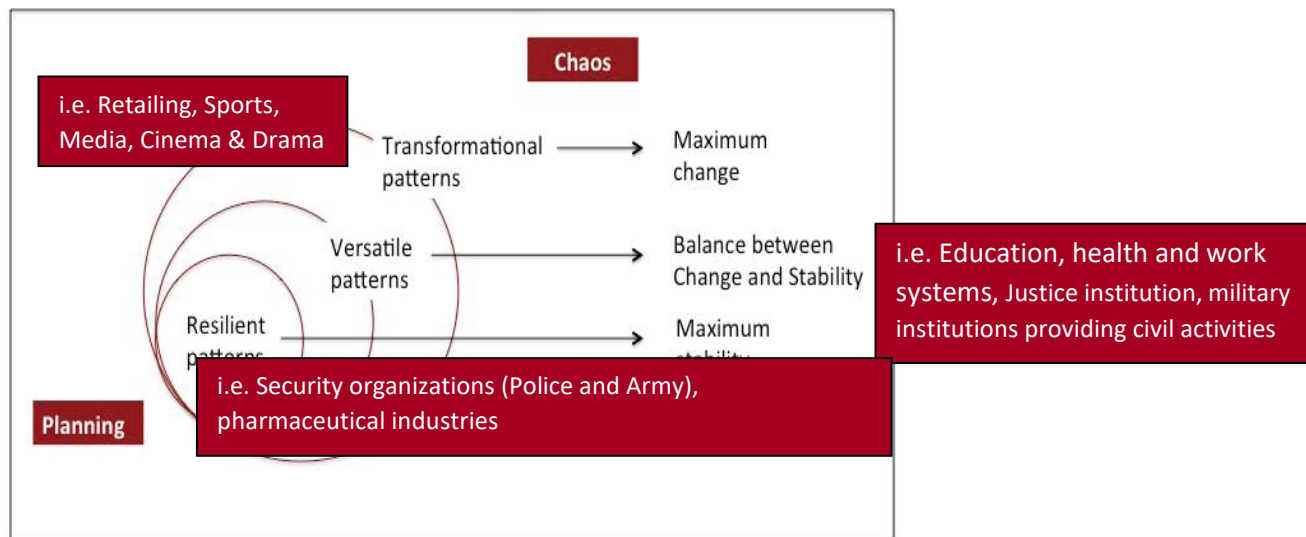 Chaos
i.e. Retailing, Sports,
Media, Cinema & Drama
Transformational
patterns
Maximum
change
Versatile
patterns
Balance between
Change and Stability
i.e. Education, health and work
systems, Justice institution, military
institutions providing civil activities
Resilient
patterns
Maximum
stability
i.e. Security organizations (Police and Army),
pharmaceutical industries
Planning